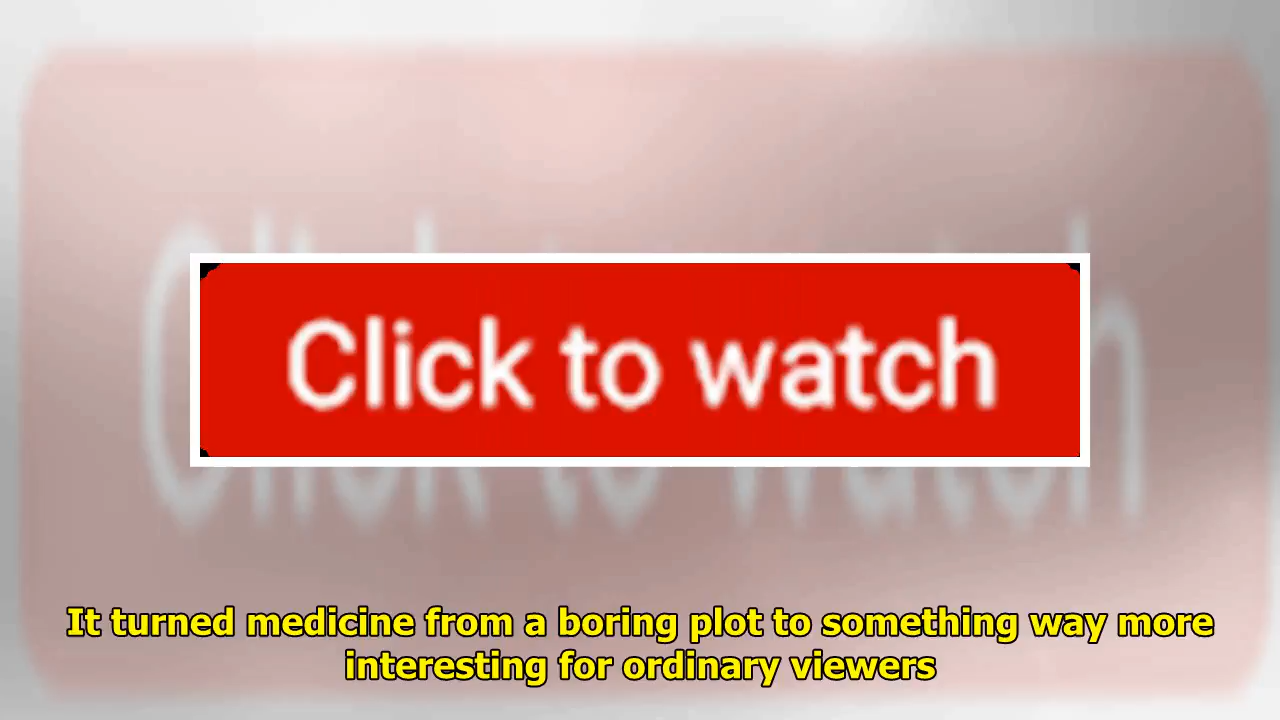 Click to watch
It turned medicine from a boring plot to something way more
interesting for ordinary viewers